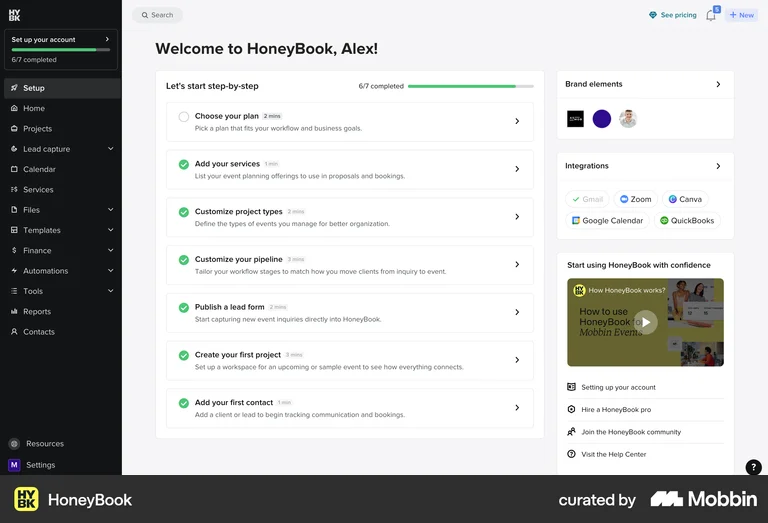 HY
BK
Set up your account
6/7 completed
Setup
Home
Projects
Lead capture
Calendar
Services
Files
Templates
Finance
Automations
Tools
Reports
Contacts
Resources
M Settings
Search
See pricing
5
+ New
Welcome to HoneyBook, Alex!
Let's start step-by-step
6/7 completed
Choose your plan 2 mins
Pick a plan that fits your workflow and business goals.
Add your services 1 min
List your event planning offerings to use in proposals and bookings.
Customize project types 2 mins
Define the types of events you manage for better organization.
Customize your pipeline 3 mins
Tailor your workflow stages to match how you move clients from inquiry to event.
Publish a lead form 2 mins
Start capturing new event inquiries directly into HoneyBook.
Create your first project 3 mins
Set up a workspace for an upcoming or sample event to see how everything connects.
Add your first contact 1 min
Add a client or lead to begin tracking communication and bookings.
Brand elements
Integrations
Gmail
Zoom
Canva
Google Calendar
QuickBooks
Start using HoneyBook with confidence
HY
BK
How HoneyBook works?
How to use
HoneyBook for
Mobbin Events
Setting up your account
Hire a HoneyBook pro
Join the HoneyBook community
Visit the Help Center
?
HY
BK
HoneyBook
curated by
Mobbin